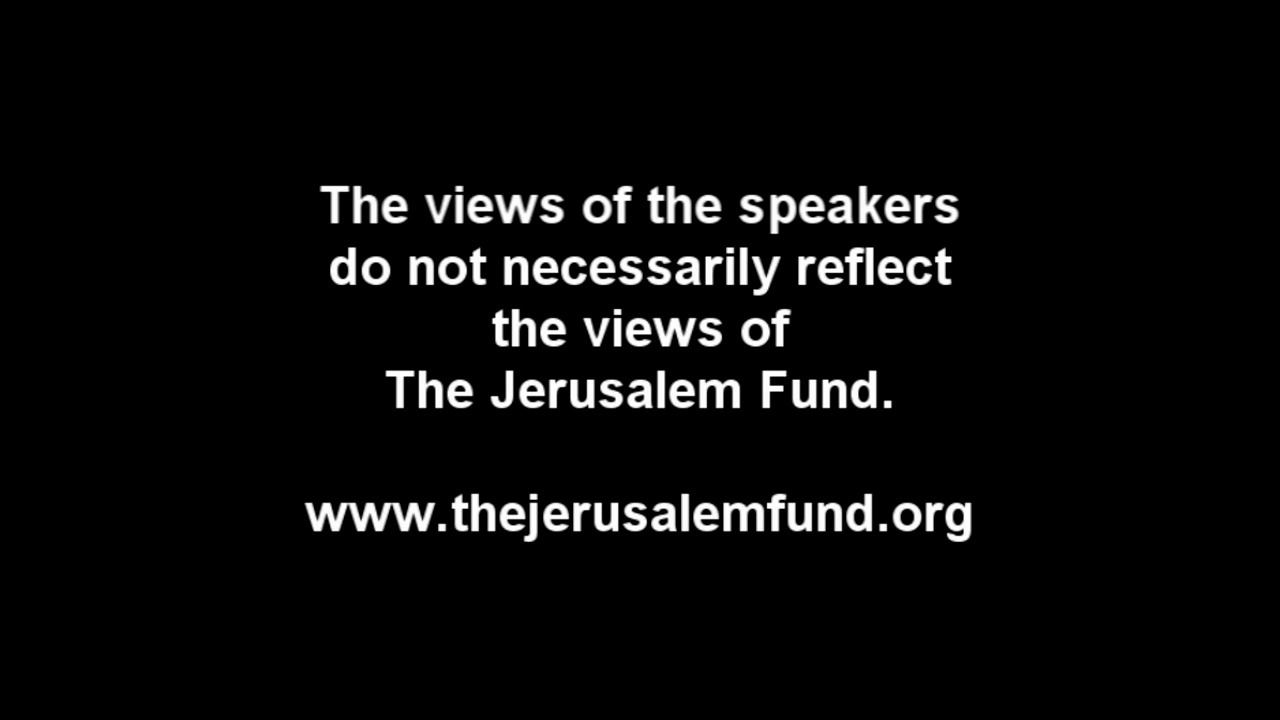 The views of the speakers
do not necessarily reflect
the views of
The Jerusalem Fund.
www.thejerusalemfund.org